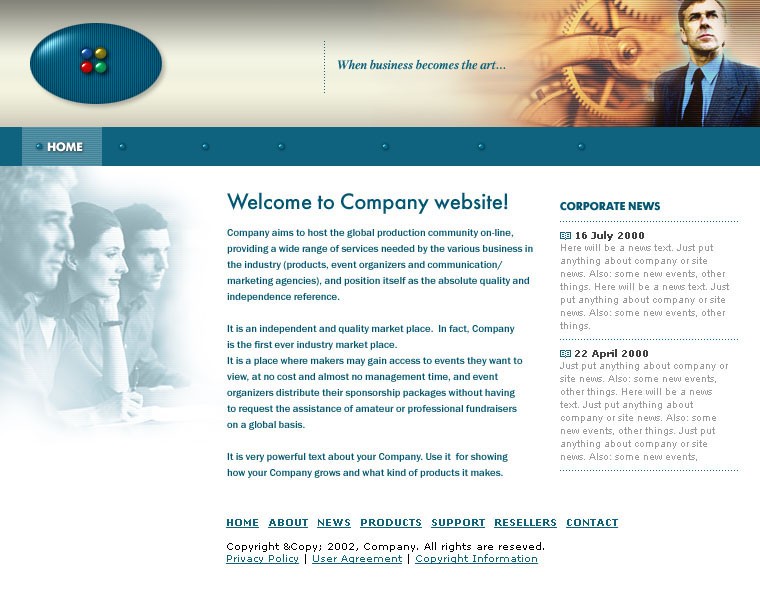 When business becomes the art...
HOME
Welcome to Company website!
Company aims to host the global production community on-line,
providing a wide range of services needed by the various business in
the industry (products, event organizers and communication/
marketing agencies), and position itself as the absolute quality and
independence reference.
It is an independent and quality market place. In fact, Company
is the first ever industry market place.
It is a place where makers may gain access to events they want to
view, at no cost and almost no management time, and event
organizers distribute their sponsorship packages without having
to request the assistance of amateur or professional fundraisers
on a global basis.
It is very powerful text about your Company. Use it for showing
how your Company grows and what kind of products it makes.
CORPORATE NEWS
16 July 2000
Here will be a news text. Just put
anything about company or site
news. Also: some new events, other
things. Here will be a news text. Just
put anything about company or site
news. Also: some new events, other
things.
22 April 2000
Just put anything about company or
site news. Also: some new events,
other things. Here will be a news
text. Just put anything about
company or site news. Also: some
new events, other things. Just put
anything about company or site
news. Also: some new events,
HOME ABOUT NEWS PRODUCTS SUPPORT RESELLERS CONTACT
Copyright &Copy; 2002, Company. All rights are reseved.
Privacy Policy | User Agreement | Copyright Information